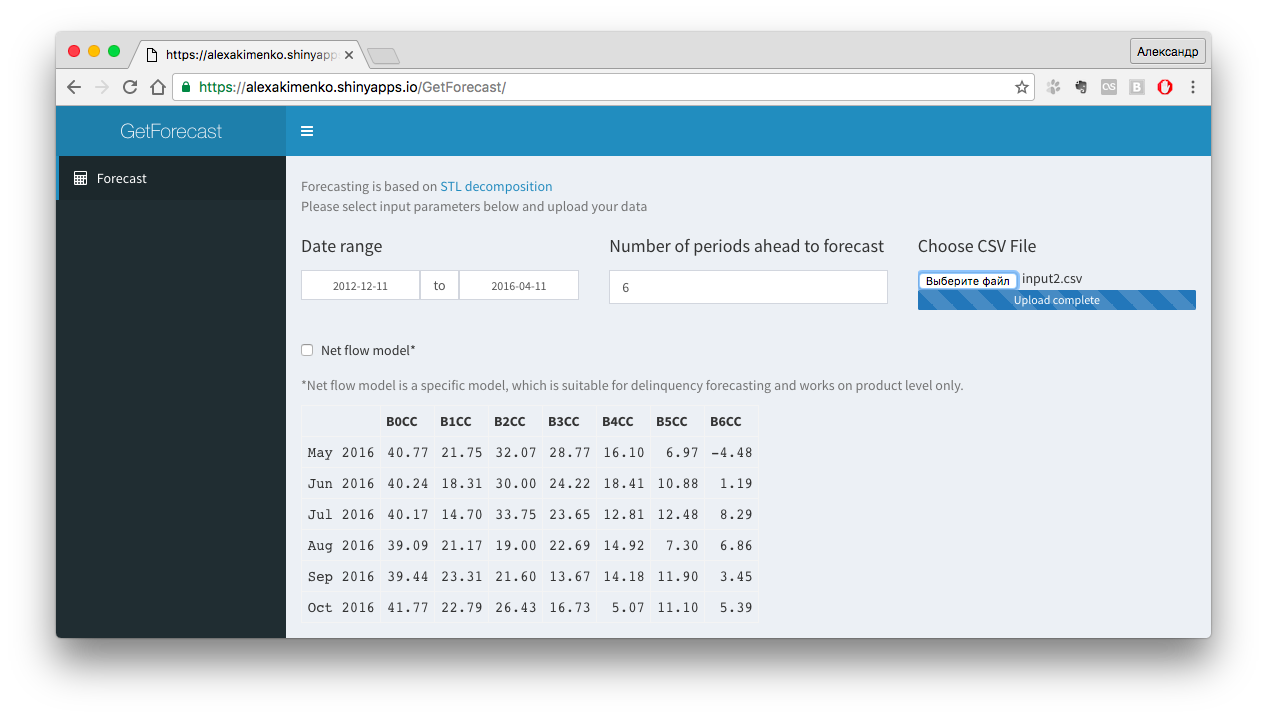 https://alexakimenko.shinyapp
Александр
https://alexakimenko.shinyapps.io/GetForecast/
GetForecast
Forecast
Forecasting is based on STL decomposition
Please select input parameters below and upload your data
Date range
Number of periods ahead to forecast
Choose CSV File
2012-12-11 to 2016-04-11
6
Выберите файл input2.csv
Upload complete
Net flow model*
*Net flow model is a specific model, which is suitable for delinquency forecasting and works on product level only.
B0CC B1CC B2CC B3CC B4CC B5CC B6CC
May 2016 40.77 21.75 32.07 28.77 16.10 6.97 -4.48
Jun 2016 40.24 18.31 30.00 24.22 18.41 10.88 1.19
Jul 2016 40.17 14.70 33.75 23.65 12.81 12.48 8.29
Aug 2016 39.09 21.17 19.00 22.69 14.92 7.30 6.86
Sep 2016 39.44 23.31 21.60 13.67 14.18 11.90 3.45
Oct 2016 41.77 22.79 26.43 16.73 5.07 11.10 5.39